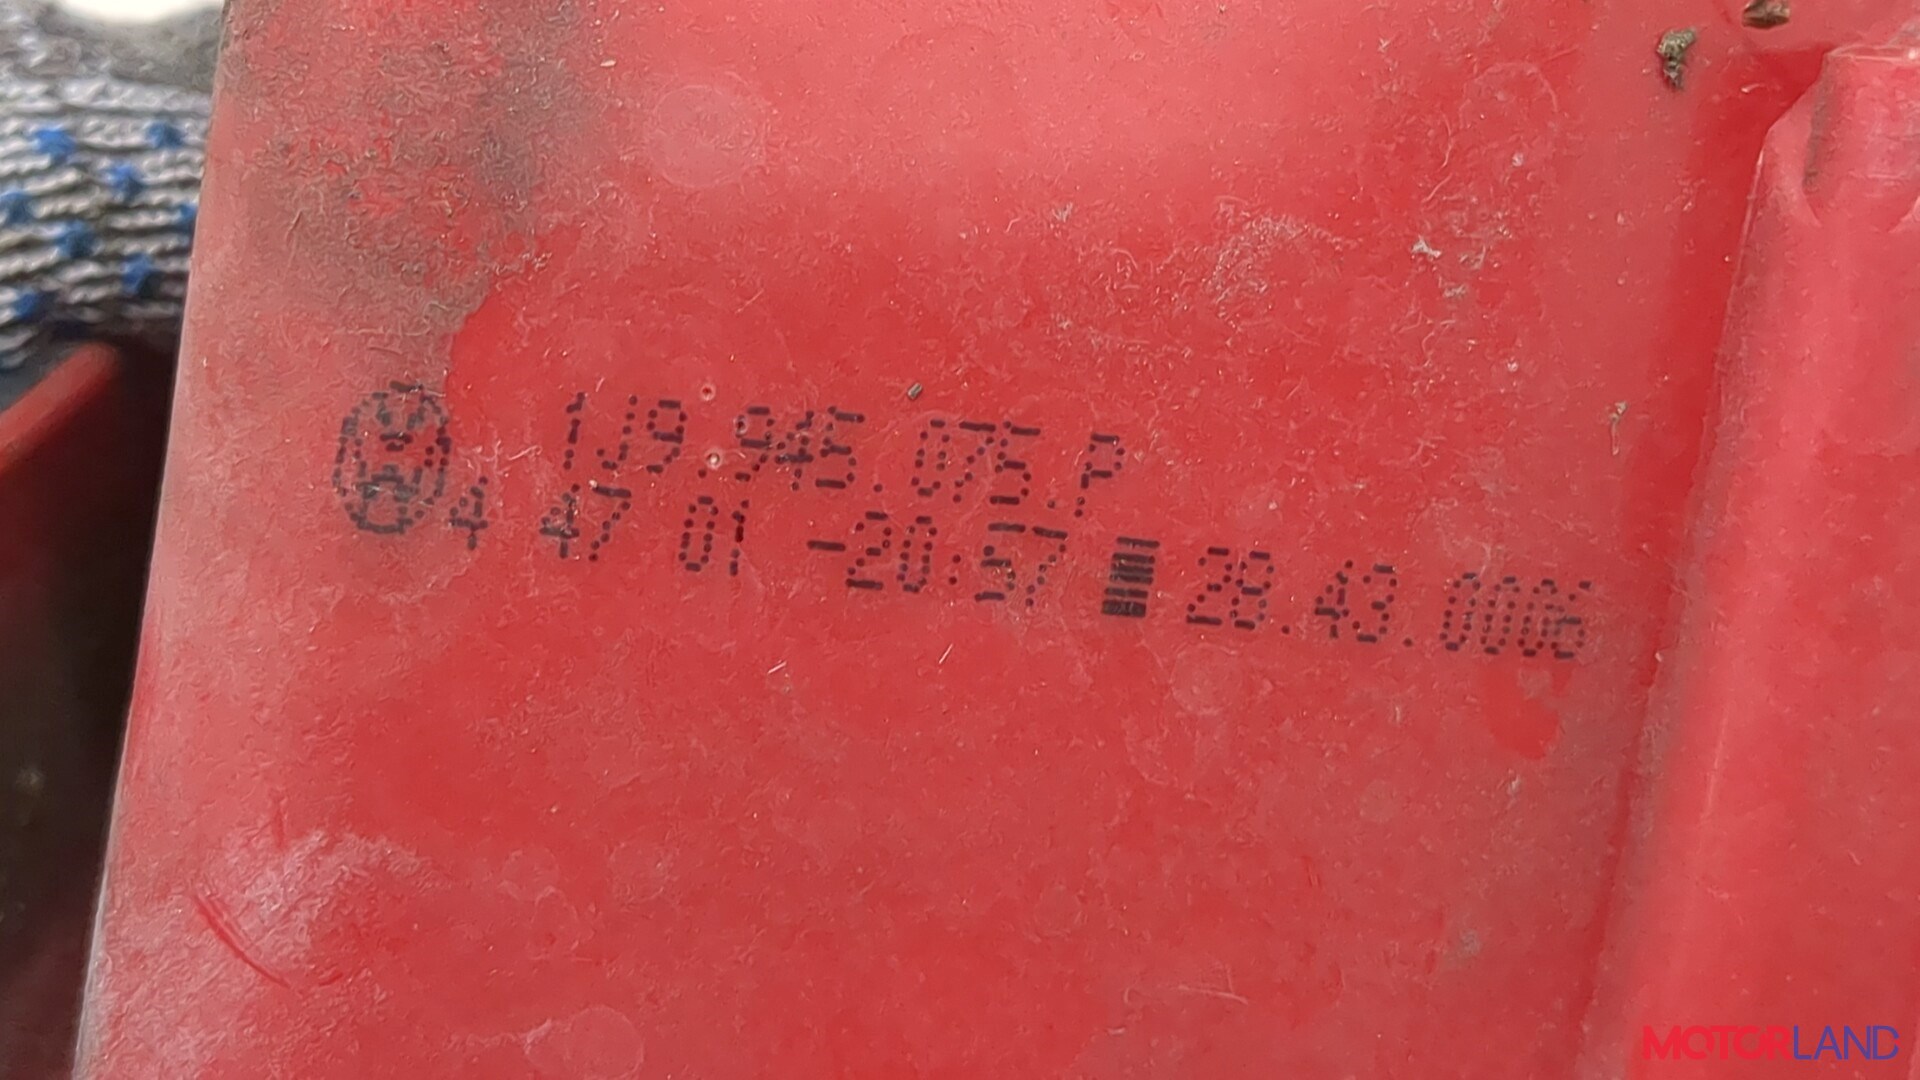 1J9.945.075.P
4 47 01 -20:57 28.43.0006
MOTORLAND